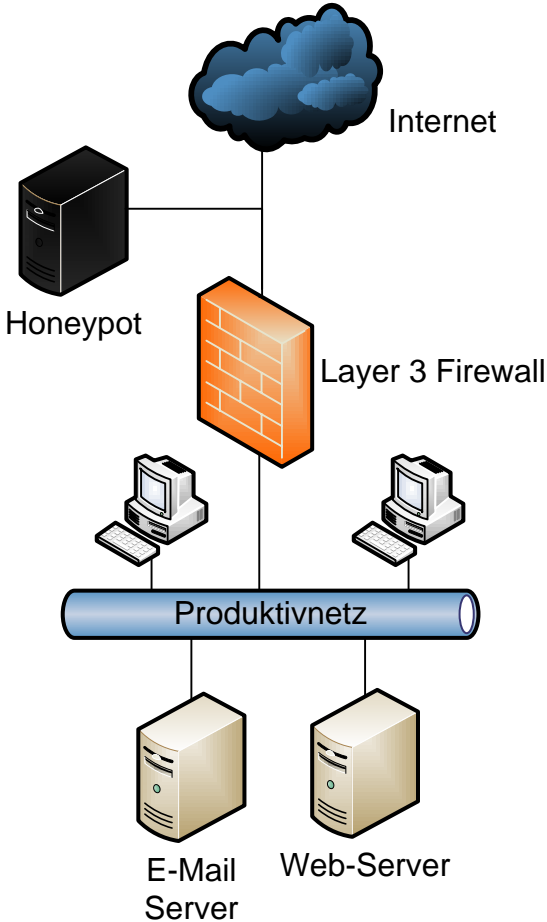 Internet
Honeypot
Layer 3 Firewall
Produktivnetz
E-Mail
Server
Web-Server